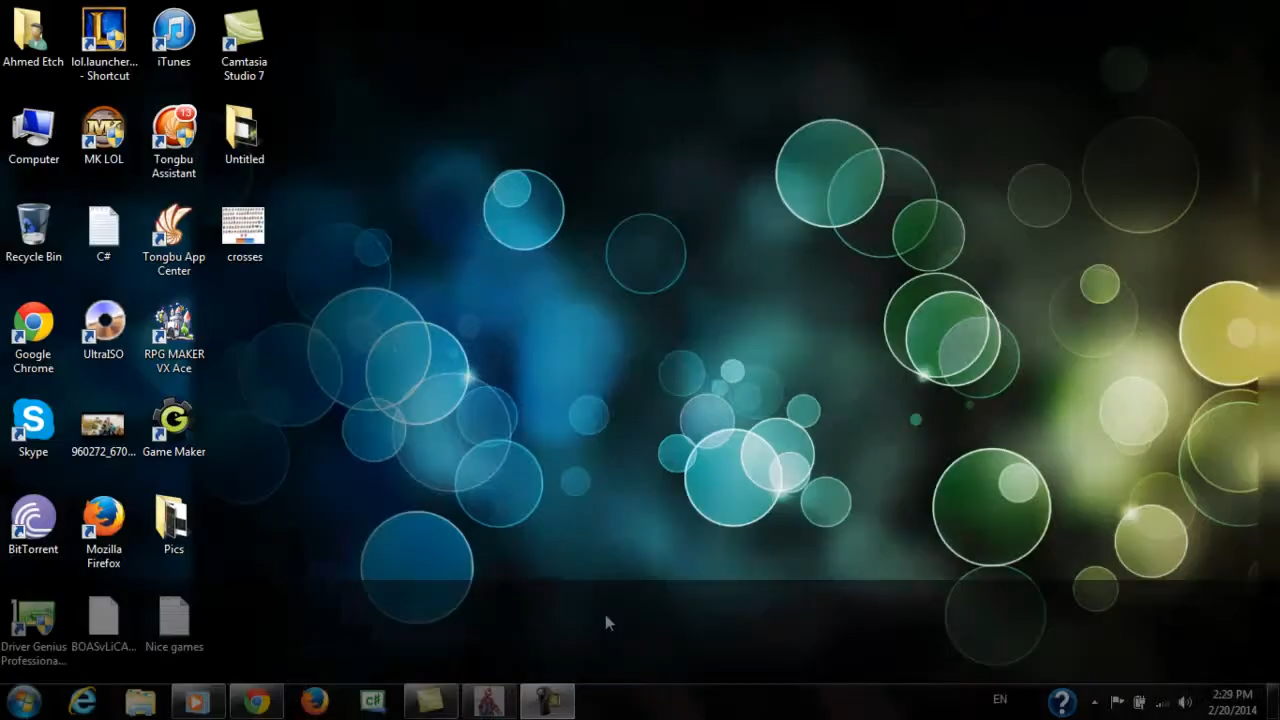 Ahmed Etch
lol.launcher...
- Shortcut
iTunes
Camtasia
Studio 7
Computer
MK LOL
MK
13
Tongbu
Assistant
Untitled
Recycle Bin
C#
Tongbu App
Center
crosses
Google
Chrome
UltraISO
RPG MAKER
VX Ace
Skype
960272_670...
Game Maker
BitTorrent
Mozilla
Firefox
Pics
Driver Genius
Professiona...
BOASvLiCA...
Nice games
C#
EN
2:29 PM
2/20/2014